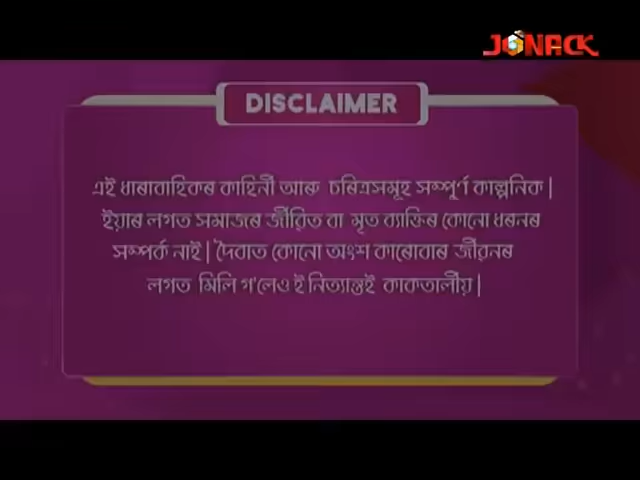 JONACK
DISCLAIMER
এই ধাৰাবাহিকৰ কাহিনী আৰু চৰিত্ৰসমূহ সম্পূৰ্ণ কাল্পনিক |
ইয়াৰ লগত সমাজৰ জীৱিত বা মৃত ব্যক্তিৰ কোনো ধৰনৰ
সম্পৰ্ক নাই | দৈবাত কোনো অংশ কাৰোবাৰ জীৱনৰ
লগত মিলি গ'লেও ই নিত্যান্তই কাকতালীয় |